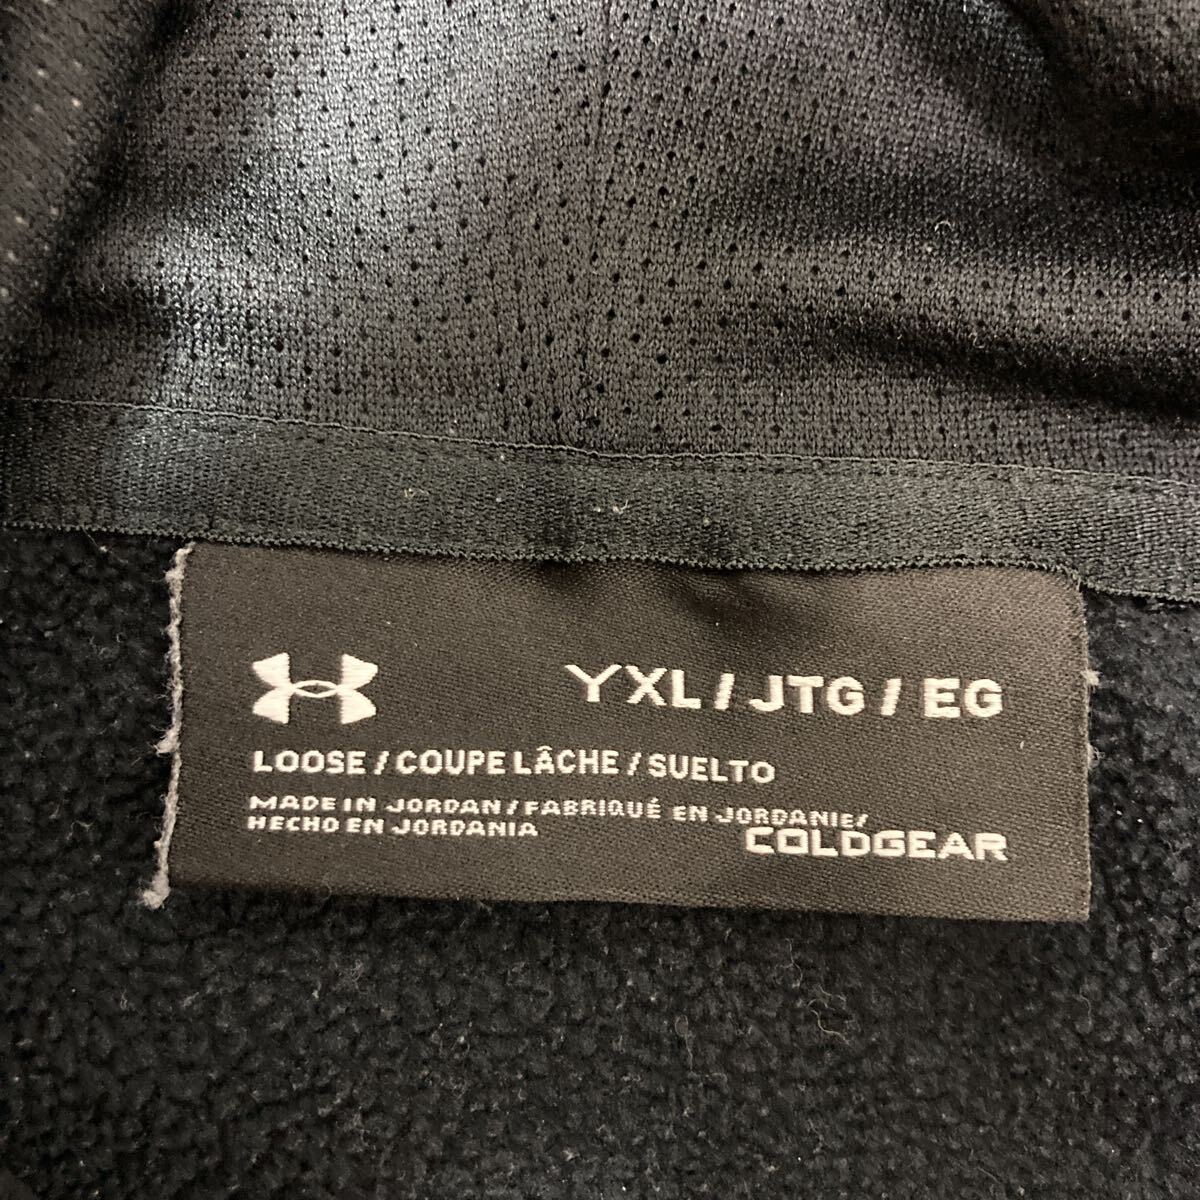 YXL / JTG / EG
LOOSE / COUPE LÂCHE / SUELTO
MADE IN JORDAN / FABRIQUÉ EN JORDANIE/
HECHO EN JORDANIA
COLDGEAR